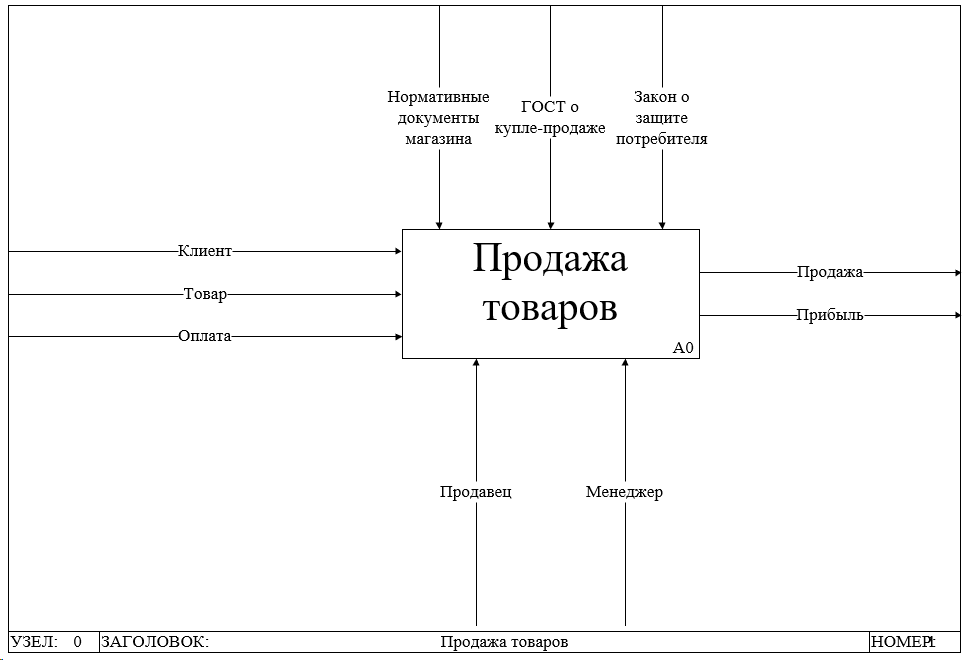 Нормативные
документы
магазина
ГОСТ о
купле-продаже
Закон о
защите
потребителя
Клиент
Товар
Оплата
Продажа
товаров
A0
Продажа
Прибыль
Продавец
Менеджер
УЗЕЛ: 0 ЗАГОЛОВОК: Продажа товаров НОМЕР: 1